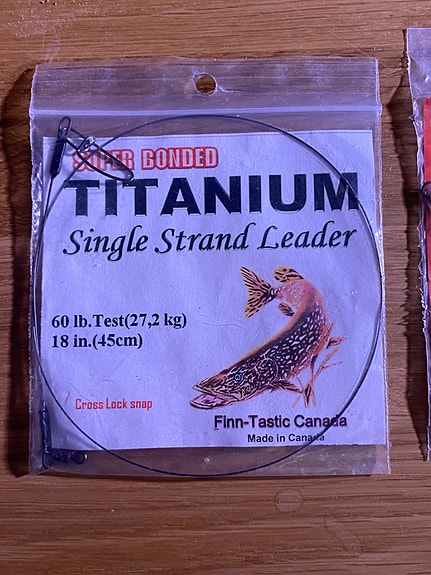 SUPER BONDED
TITANIUM
Single Strand Leader
60 lb.Test(27,2 kg)
18 in.(45cm)
Cross Lock snap
Finn-Tastic Canada
Made in Canada